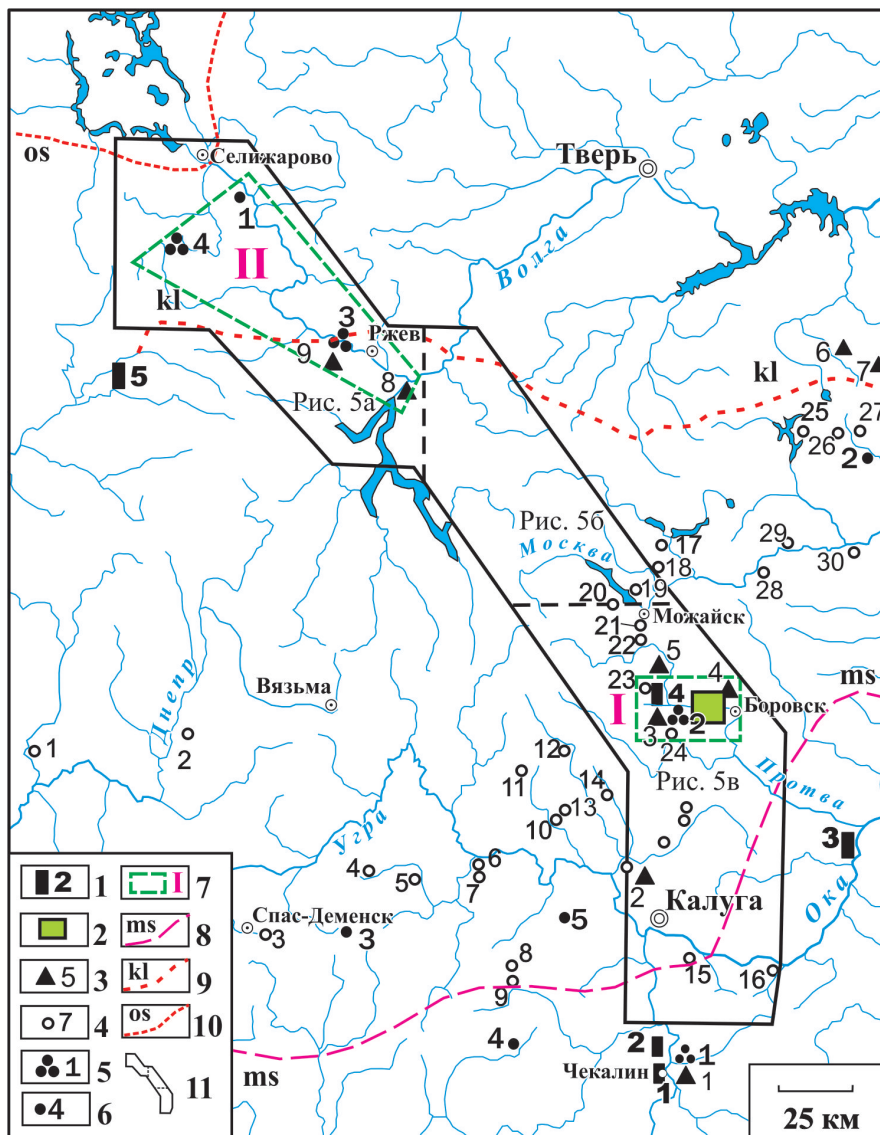 os
Селижарово
Тверь
1
4
II
Волга
kl
3
9
Ржев
6
7
5
8
kl
Рис. 5а
25
26
27
2
Рис. 5б
17
29
Москва
18
30
28
20
19
21
Можайск
22
5
ms
23
4
4
Вязьма
I
Боровск
Днепр
2
3
24
1
2
12
Рис. 5в
11
14
Протва
13
10
Угра
3
6
4
5
7
2
Калуга
Ока
Спас-Деменск
5
3
3
8
15
16
9
2
4
1
ms
Чекалин
1
1
2 1
I 7
2
ms 8
5 3
kl 9
7 4
os 10
1 5
11
4 6
25 км